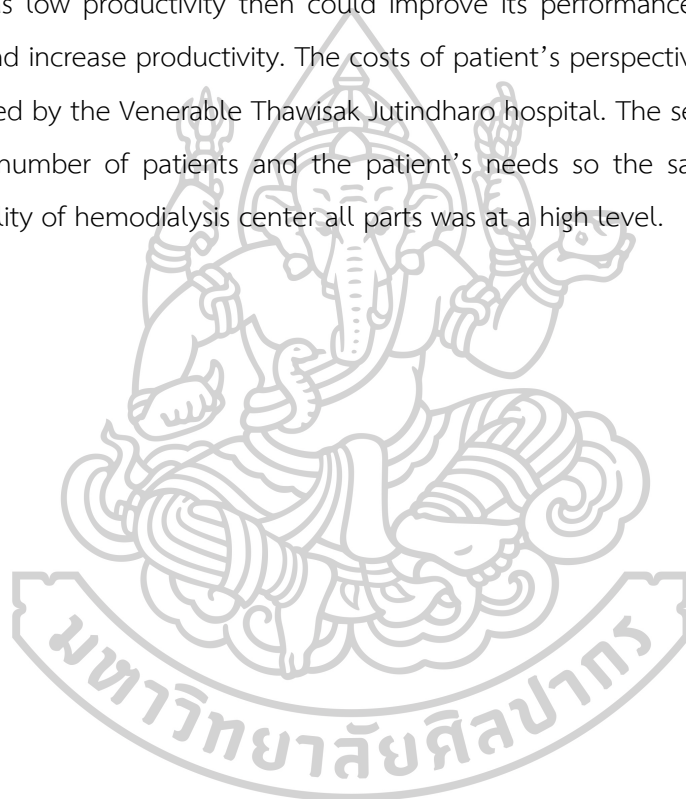 s low productivity then could improve its performance
nd increase productivity. The costs of patient's perspectiv
ed by the Venerable Thawisak Jutindharo hospital. The se
number of patients and the patient's needs so the sa
lity of hemodialysis center all parts was at a high level.
มหาวิทยาลัยศิลปากร